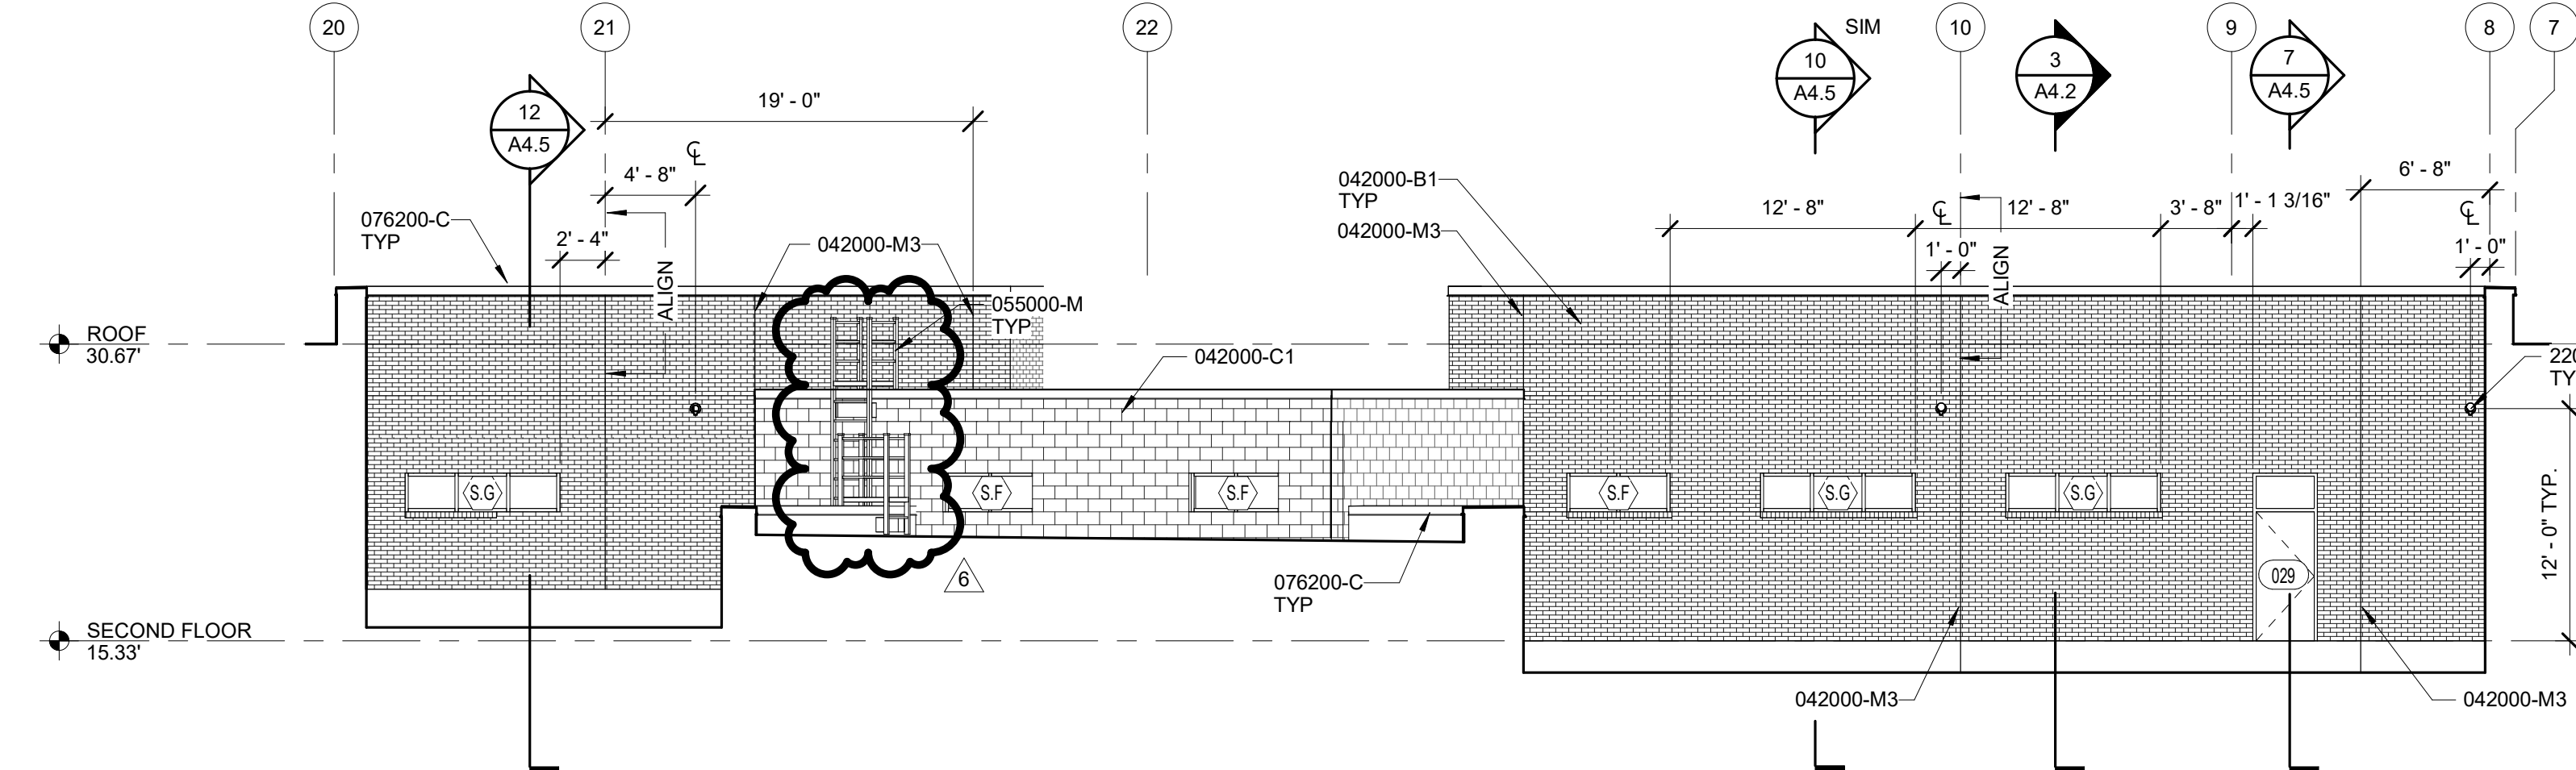 20
21
22
SIM
10
9
8
7
10
A4.5
3
A4.2
7
A4.5
12
A4.5
19' - 0"
4' - 8"
2' - 4"
ALIGN
076200-C
TYP
042000-M3
055000-M
TYP
042000-C1
042000-B1
TYP
042000-M3
12' - 8"
12' - 8"
3' - 8"
1' - 1 3/16"
6' - 8"
1' - 0"
1' - 0"
ALIGN
ROOF
30.67'
SECOND FLOOR
15.33'
S.G
S.F
S.F
S.F
S.G
S.G
029
12' - 0" TYP.
6
076200-C
TYP
042000-M3
042000-M3